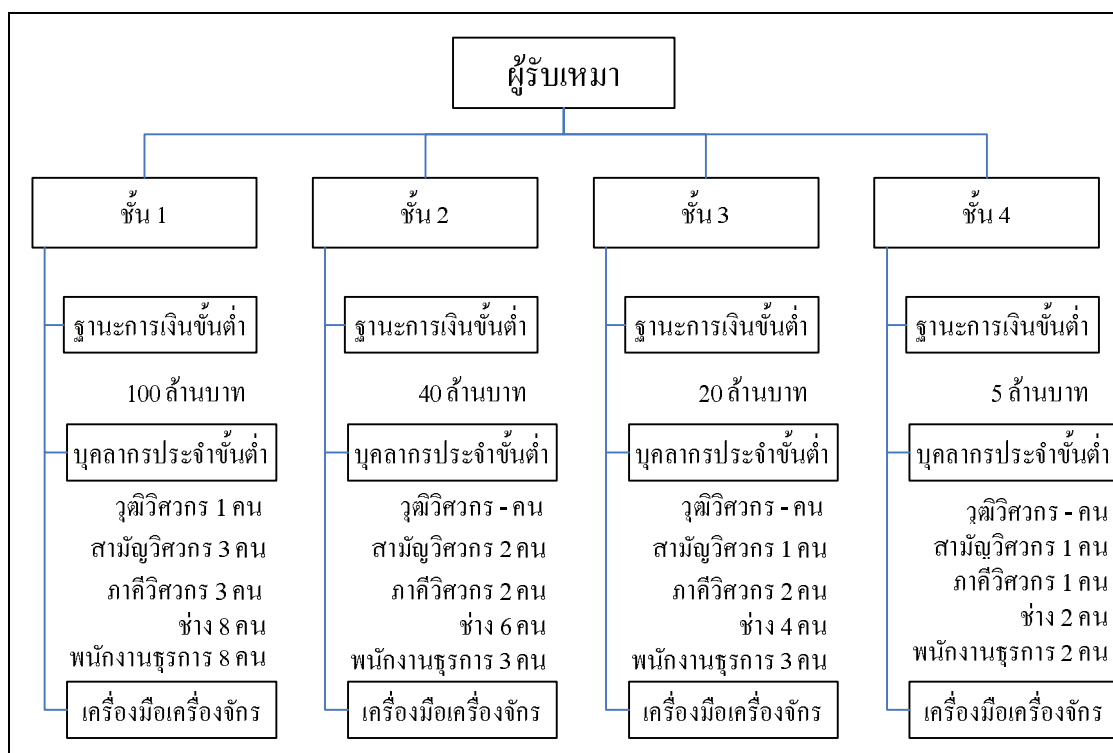 ผู้รับเหมา
ชั้น 1
ฐานะการเงินขั้นต่ำ
100 ล้านบาท
บุคลากรประจำขั้นต่ำ
วุฒิวิศวกร 1 คน
สามัญวิศวกร 3 คน
ภาคีวิศวกร 3 คน
ช่าง 8 คน
พนักงานธุรการ 8 คน
เครื่องมือเครื่องจักร
ชั้น 2
ฐานะการเงินขั้นต่ำ
40 ล้านบาท
บุคลากรประจำขั้นต่ำ
วุฒิวิศวกร - คน
สามัญวิศวกร 2 คน
ภาคีวิศวกร 2 คน
ช่าง 6 คน
พนักงานธุรการ 3 คน
เครื่องมือเครื่องจักร
ชั้น 3
ฐานะการเงินขั้นต่ำ
20 ล้านบาท
บุคลากรประจำขั้นต่ำ
วุฒิวิศวกร - คน
สามัญวิศวกร 1 คน
ภาคีวิศวกร 2 คน
ช่าง 4 คน
พนักงานธุรการ 3 คน
เครื่องมือเครื่องจักร
ชั้น 4
ฐานะการเงินขั้นต่ำ
5 ล้านบาท
บุคลากรประจำขั้นต่ำ
วุฒิวิศวกร - คน
สามัญวิศวกร 1 คน
ภาคีวิศวกร 1 คน
ช่าง 2 คน
พนักงานธุรการ 2 คน
เครื่องมือเครื่องจักร